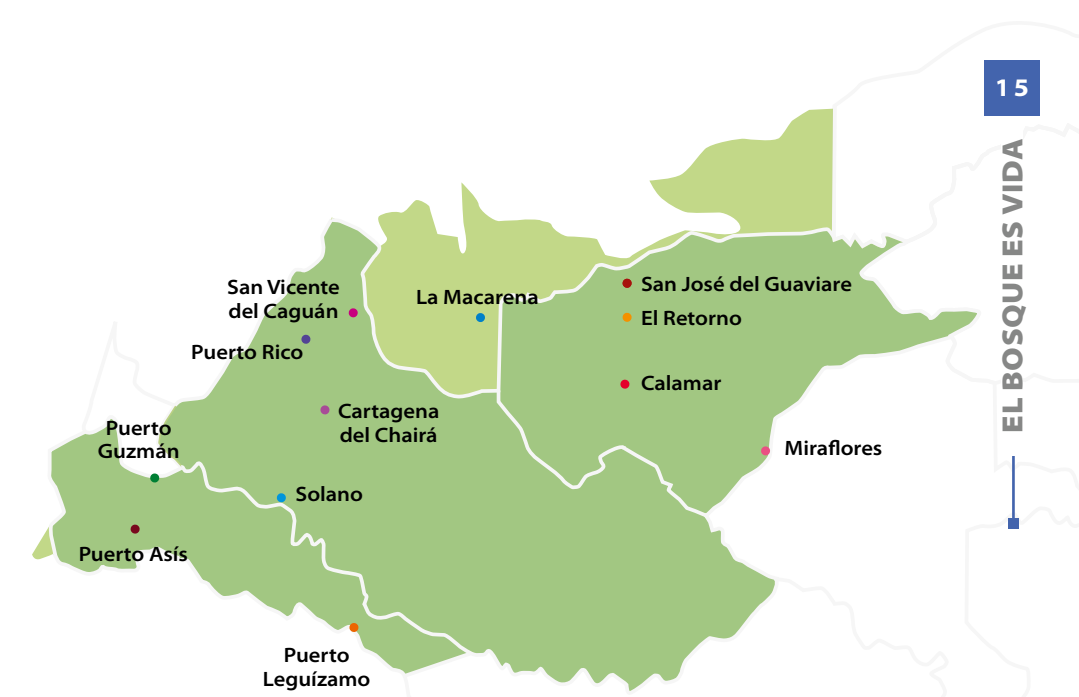 15
EL BOSQUE ES VIDA
San Vicente
del Caguán
La Macarena
San José del Guaviare
El Retorno
Puerto Rico
Calamar
Cartagena
del Chairá
Puerto
Guzmán
Miraflores
Solano
Puerto Asís
Puerto
Leguízamo